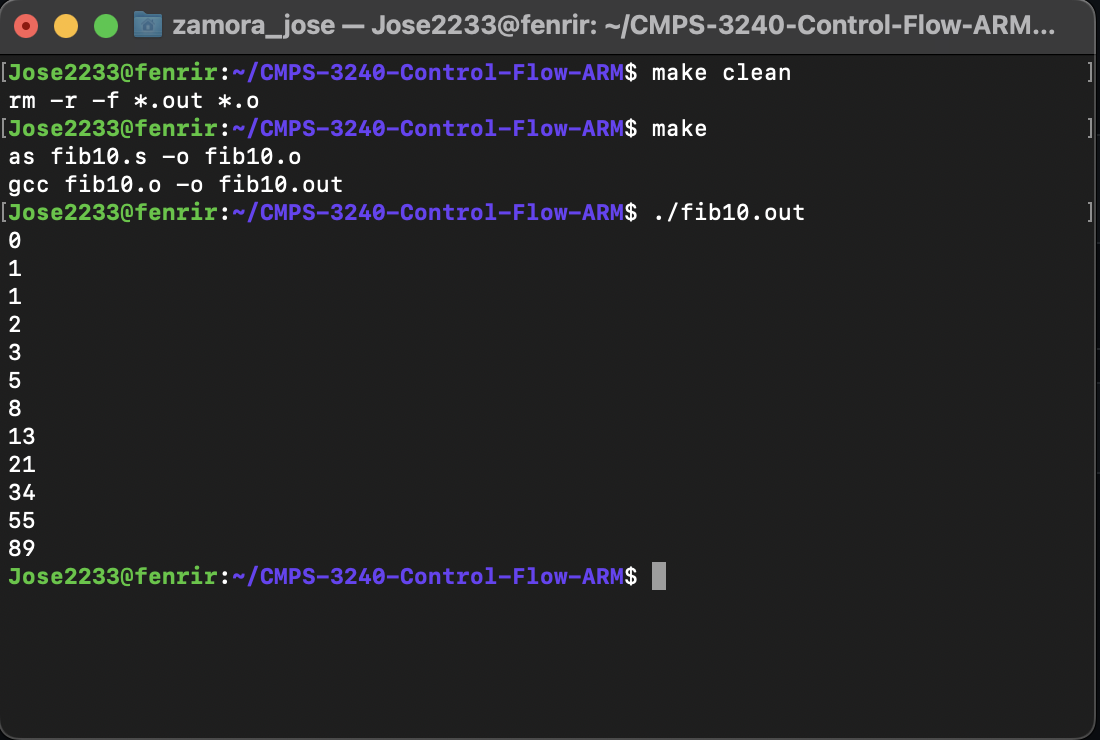 zamora_jose — Jose2233@fenrir: ~/CMPS-3240-Control-Flow-ARM...
[Jose2233@fenrir:~/CMPS-3240-Control-Flow-ARM$ make clean ]
rm -r -f *.out *.o
[Jose2233@fenrir:~/CMPS-3240-Control-Flow-ARM$ make ]
as fib10.s -o fib10.o
gcc fib10.o -o fib10.out
[Jose2233@fenrir:~/CMPS-3240-Control-Flow-ARM$ ./fib10.out ]
0
1
1
2
3
5
8
13
21
34
55
89
Jose2233@fenrir:~/CMPS-3240-Control-Flow-ARM$